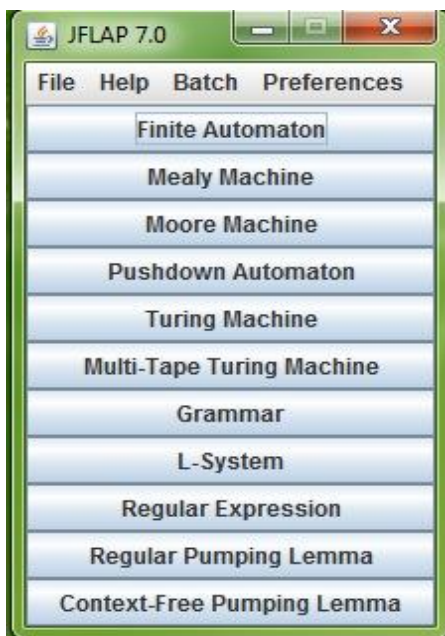 JFLAP 7.0
File Help Batch Preferences
Finite Automaton
Mealy Machine
Moore Machine
Pushdown Automaton
Turing Machine
Multi-Tape Turing Machine
Grammar
L-System
Regular Expression
Regular Pumping Lemma
Context-Free Pumping Lemma